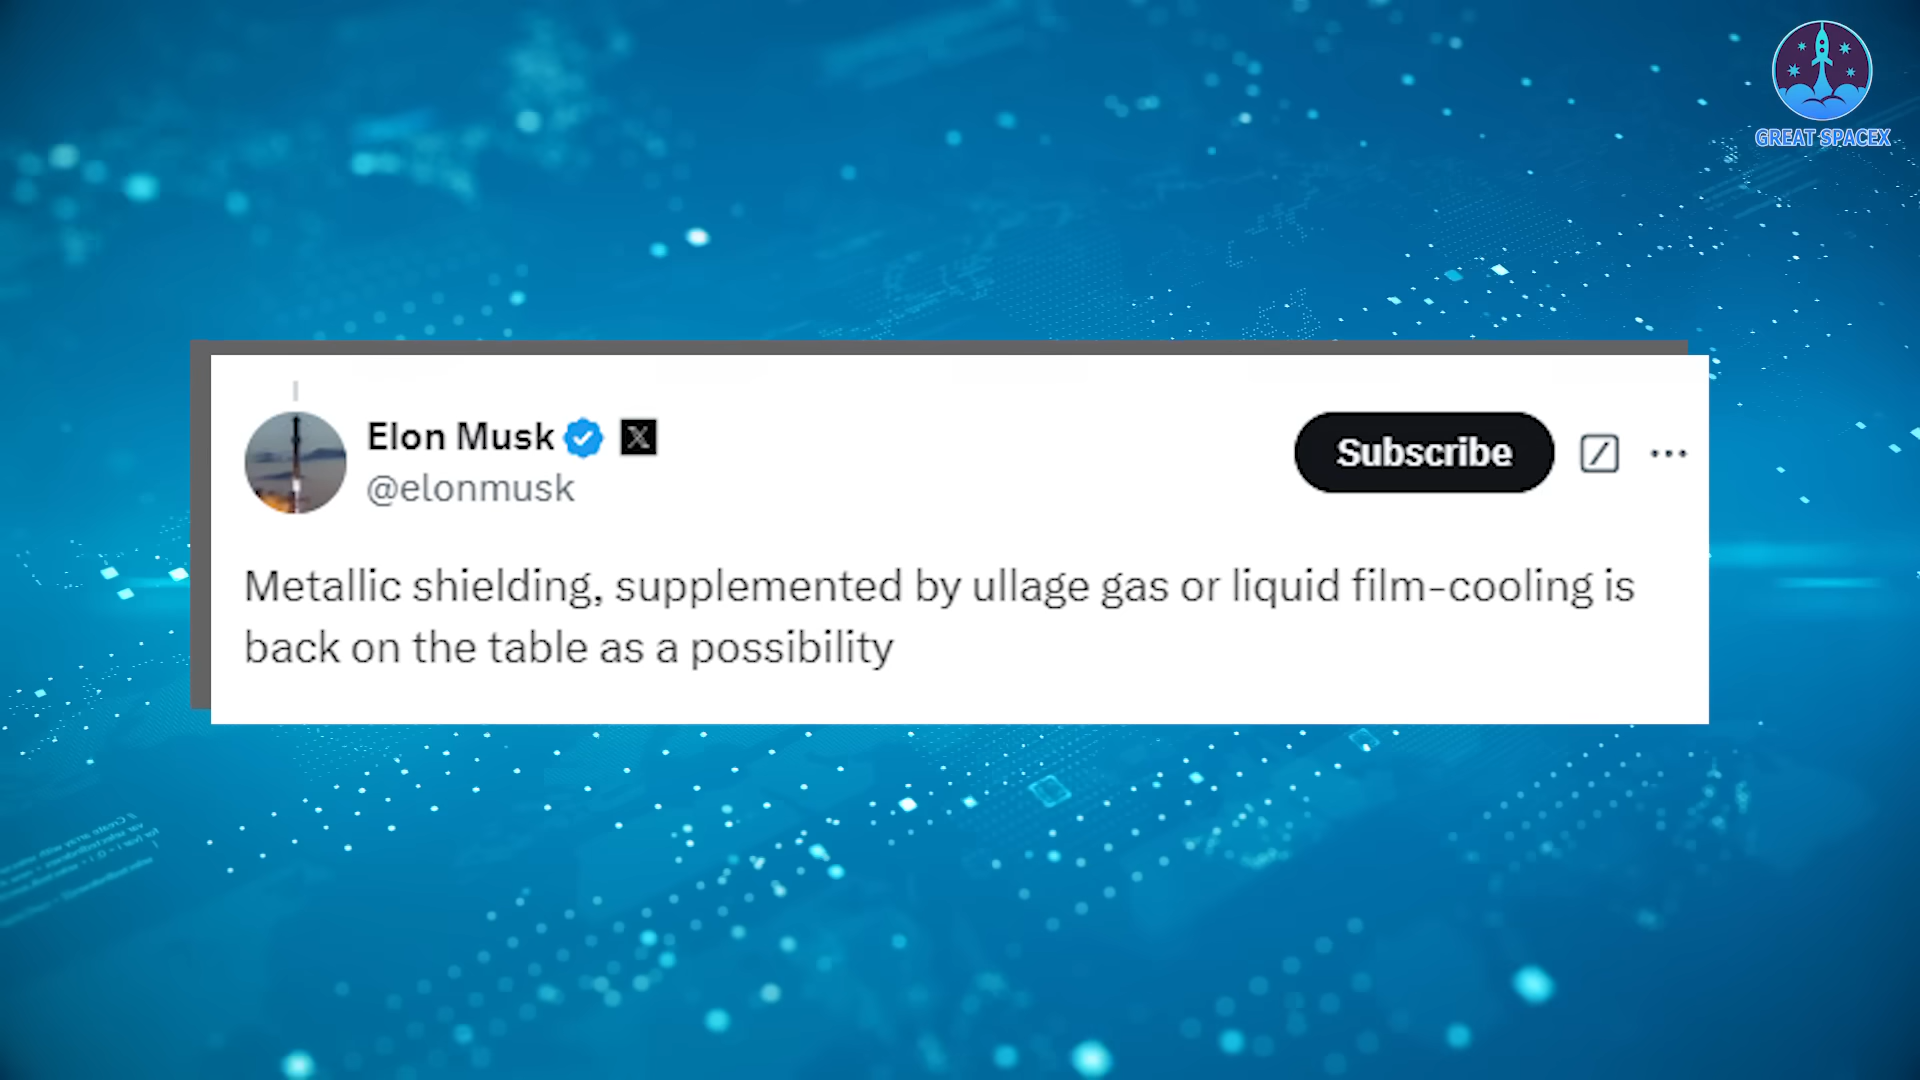 GREAT SPACEX
Elon Musk
@elonmusk
Subscribe
Metallic shielding, supplemented by ullage gas or liquid film-cooling is
back on the table as a possibility